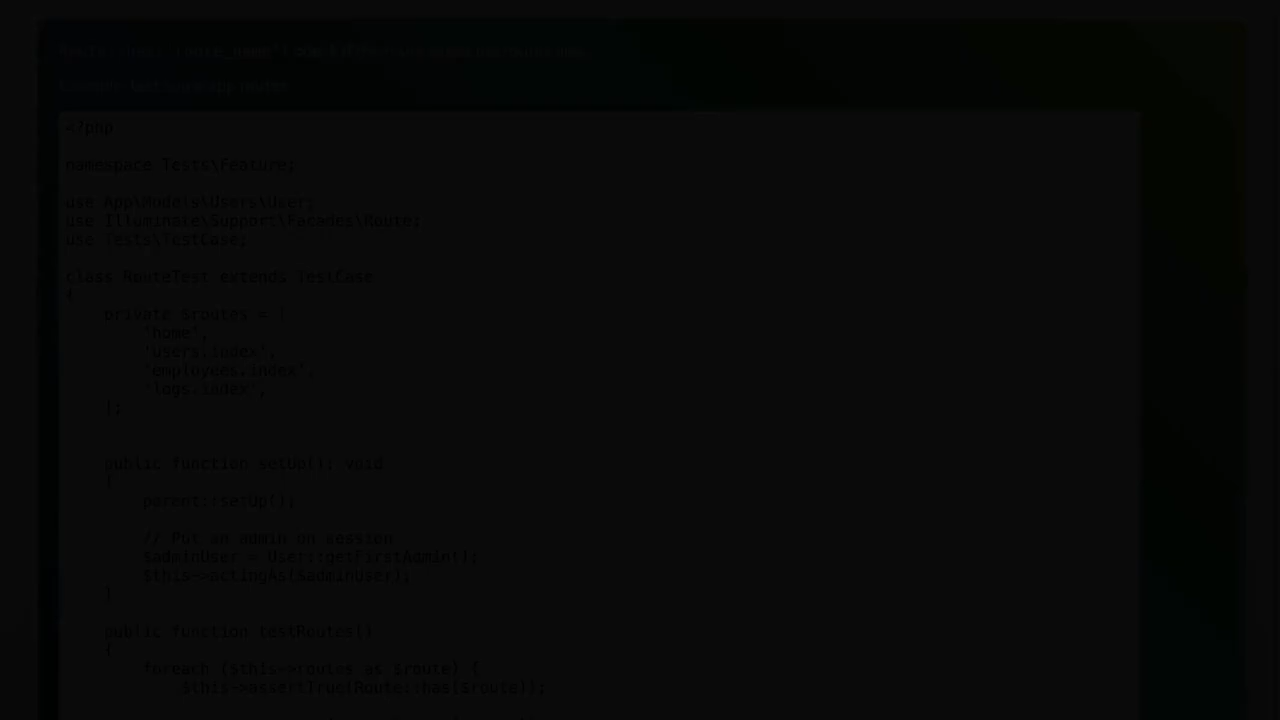 <?php
namespace Tests\Feature;
use App\Models\Users\User;
use Illuminate\Support\Facades\Route;
use Tests\TestCase;
class RouteTest extends TestCase
{
private $routes = [
'home',
'users.index',
'employees.index',
'logs.index',
];
public function setUp(): void
{
parent::setUp();
// Put an admin on session
$adminUser = User::getFirstAdmin();
$this->actingAs($adminUser);
}
public function testRoutes()
{
foreach ($this->routes as $route) {
$this->assertTrue(Route::has($route));